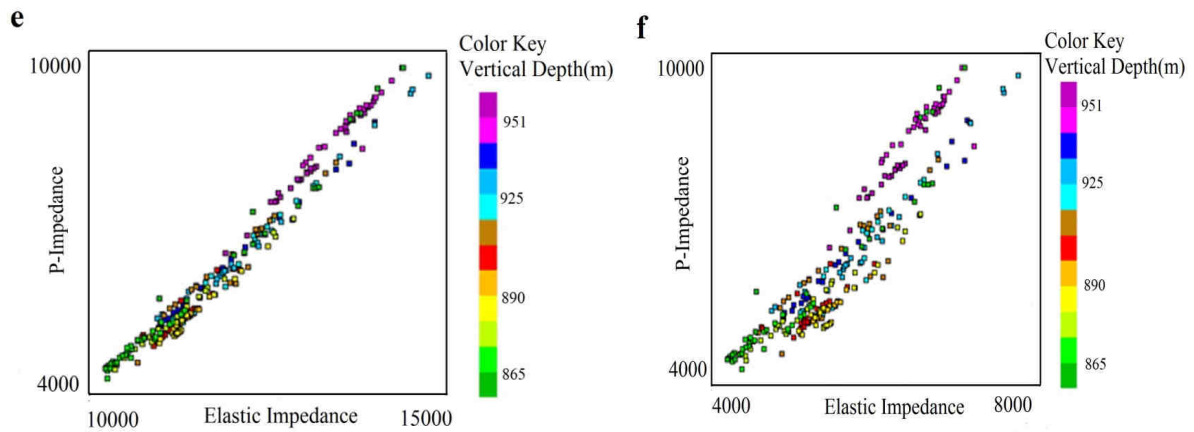 e
Color Key
Vertical Depth(m)
10000
951
925
P-Impedance
890
865
4000
10000
Elastic Impedance
15000
f
Color Key
Vertical Depth(m)
10000
951
925
P-Impedance
890
865
4000
4000
Elastic Impedance
8000